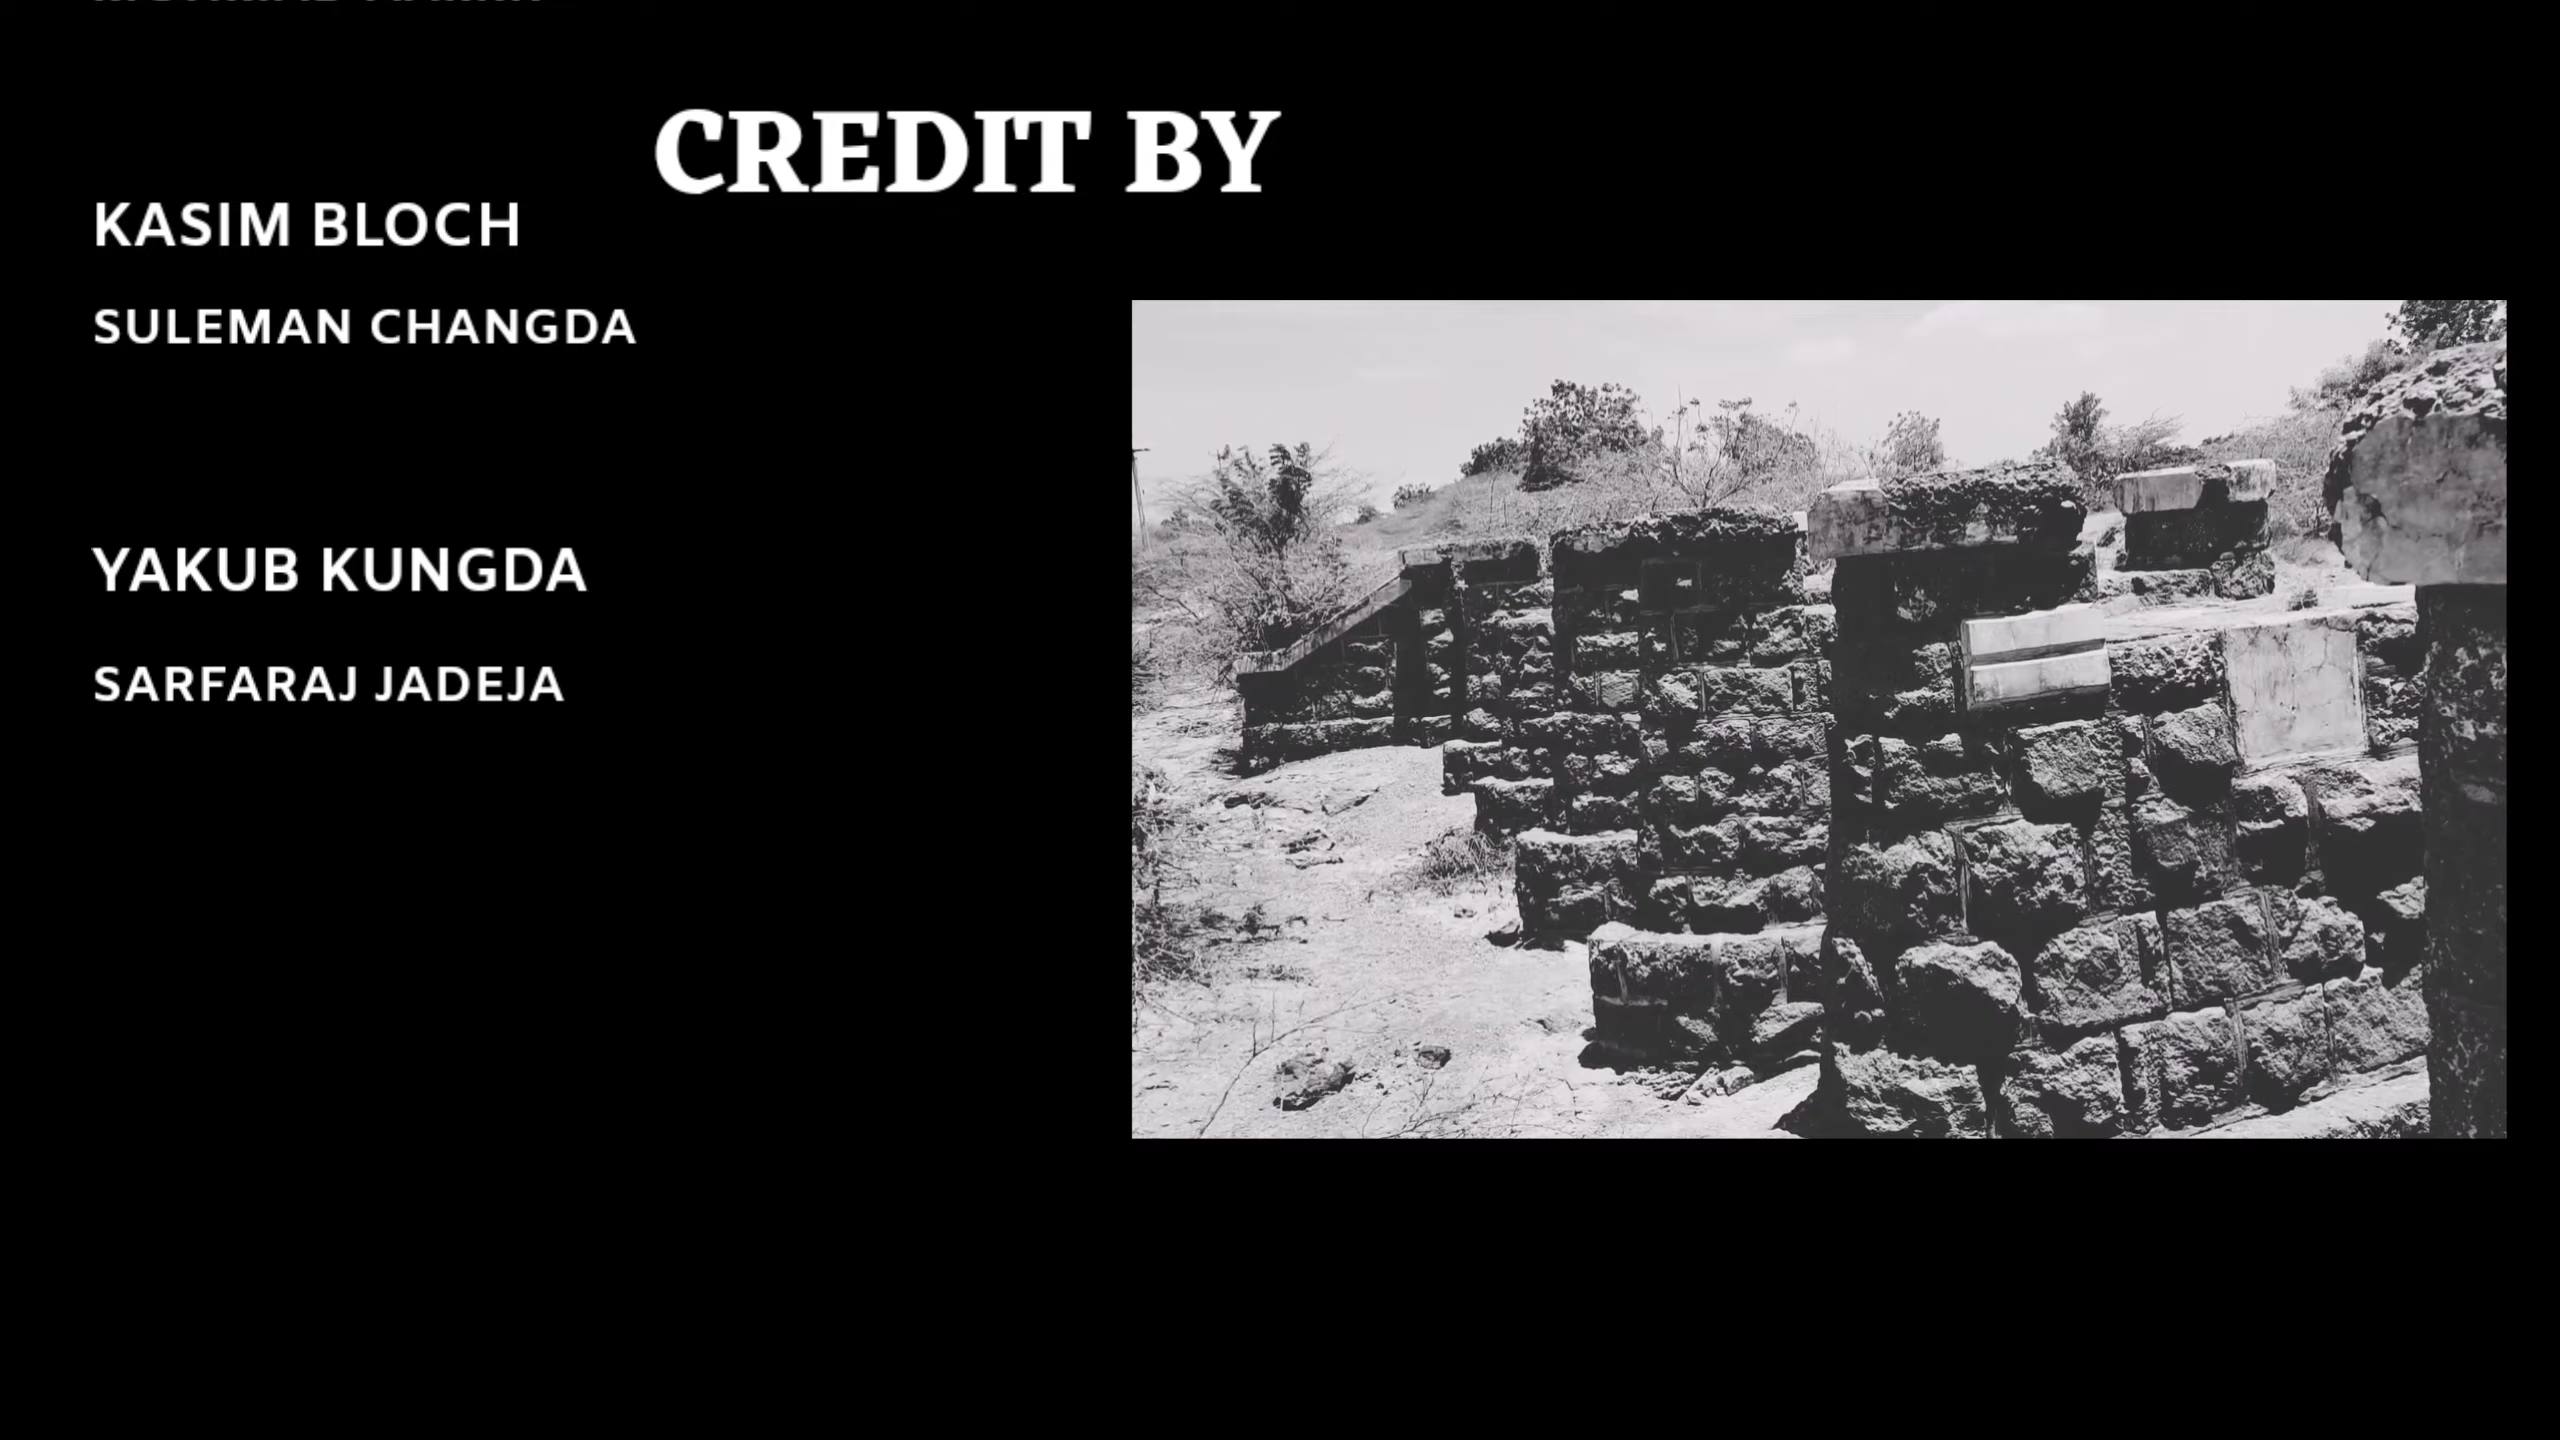 CREDIT BY
KASIM BLOCH
SULEMAN CHANGDA
YAKUB KUNGDA
SARFARAJ JADEJA